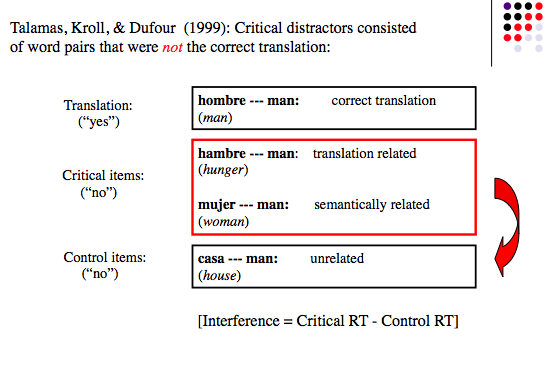 Talamas, Kroll, & Dufour (1999): Critical distractors consisted
of word pairs that were not the correct translation:
Translation:
("yes")
hombre --- man: correct translation
(man)
Critical items:
("no")
hambre --- man: translation related
(hunger)
mujer --- man: semantically related
(woman)
Control items:
("no")
casa --- man: unrelated
(house)
[Interference = Critical RT - Control RT]